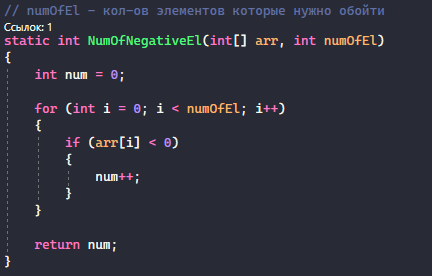 // numOfEl - кол-ов элементов которые нужно обойти
Ссылок: 1
static int NumOfNegativeEl(int[] arr, int numOfEl)
{
int num = 0;
for (int i = 0; i < numOfEl; i++)
{
if (arr[i] < 0)
{
num++;
}
}
return num;
}